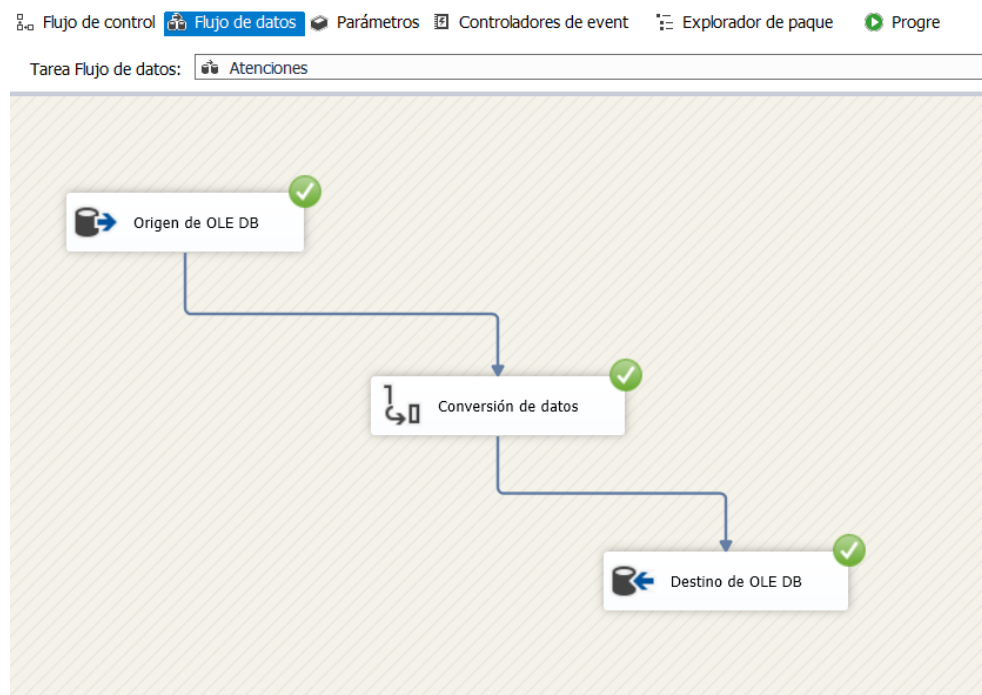 Flujo de control Flujo de datos Parámetros Controladores de event Explorador de paque Progre
Tarea Flujo de datos: Atenciones
Origen de OLE DB
Conversión de datos
Destino de OLE DB